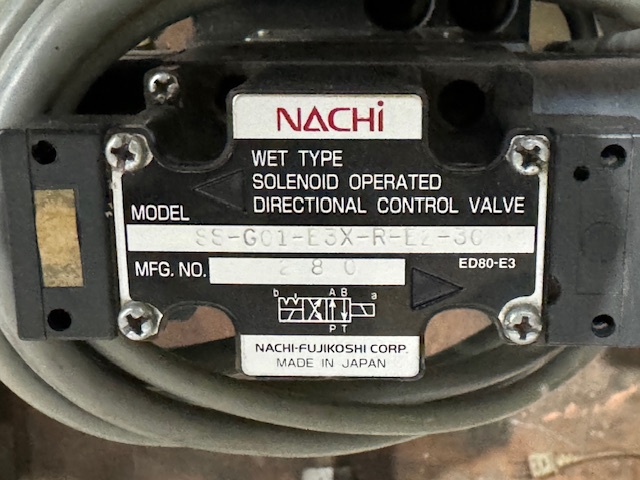 NACHi
WET TYPE
SOLENOID OPERATED
DIRECTIONAL CONTROL VALVE
MODEL
SS-G01-E3X-R-E2-30
MFG. NO.
280
ED80-E3
A B
b
a
P T
NACHI-FUJIKOSHI CORP.
MADE IN JAPAN